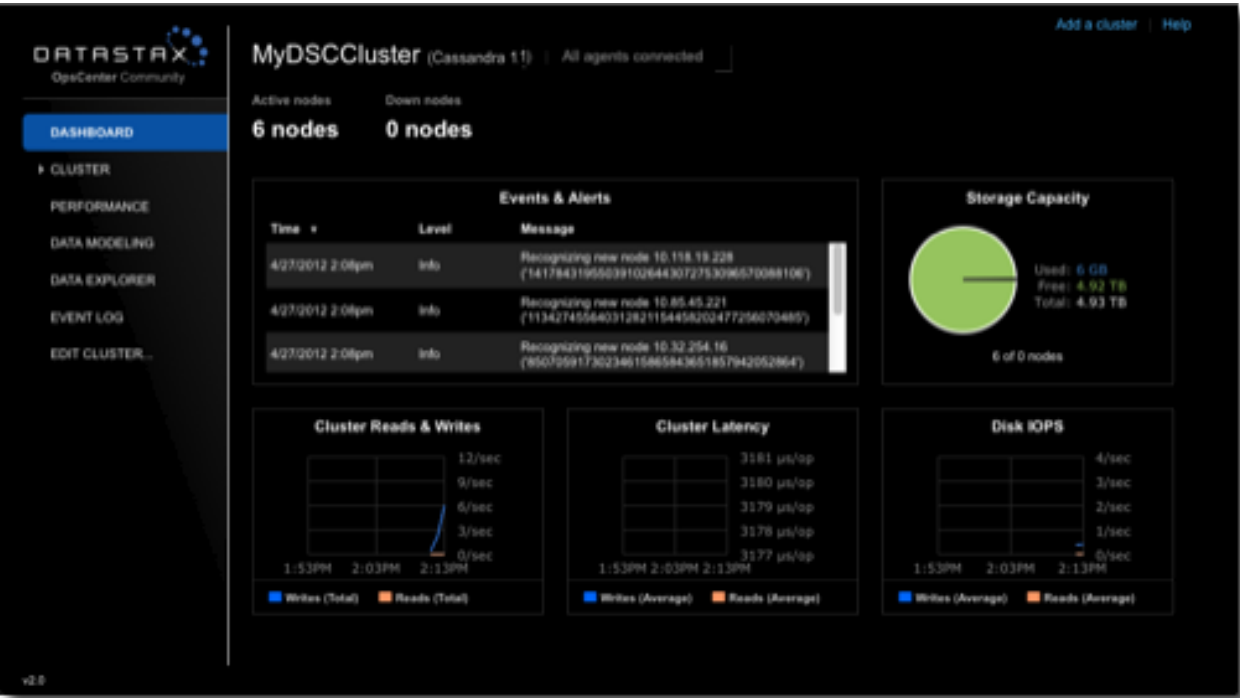 Add a cluster | Help
DATASTAX
OpsCenter Community
MyDSCCluster (Cassandra 1.1) | All agents connected
Active nodes Down nodes
6 nodes 0 nodes
DASHBOARD
CLUSTER
PERFORMANCE
DATA MODELING
DATA EXPLORER
EVENT LOG
EDIT CLUSTER...
Events & Alerts
Time Level Message
4/27/2012 2:08pm Info Recognizing new node 10.118.19.228
4/27/2012 2:08pm Info Recognizing new node 10.85.45.221
4/27/2012 2:08pm Info Recognizing new node 10.32.254.16
Storage Capacity
Used: 6 GB
Free: 4.92 TB
Total: 4.93 TB
6 of 0 nodes
Cluster Reads & Writes
12/sec
9/sec
6/sec
3/sec
0/sec
1:53PM 2:03PM 2:13PM
Writes (Total) Reads (Total)
Cluster Latency
3181 µs/op
3180 µs/op
3179 µs/op
3178 µs/op
3177 µs/op
1:53PM 2:03PM 2:13PM
Writes (Average) Reads (Average)
Disk IOPS
4/sec
3/sec
2/sec
1/sec
0/sec
1:53PM 2:03PM 2:13PM
Writes (Average) Reads (Average)
v2.0